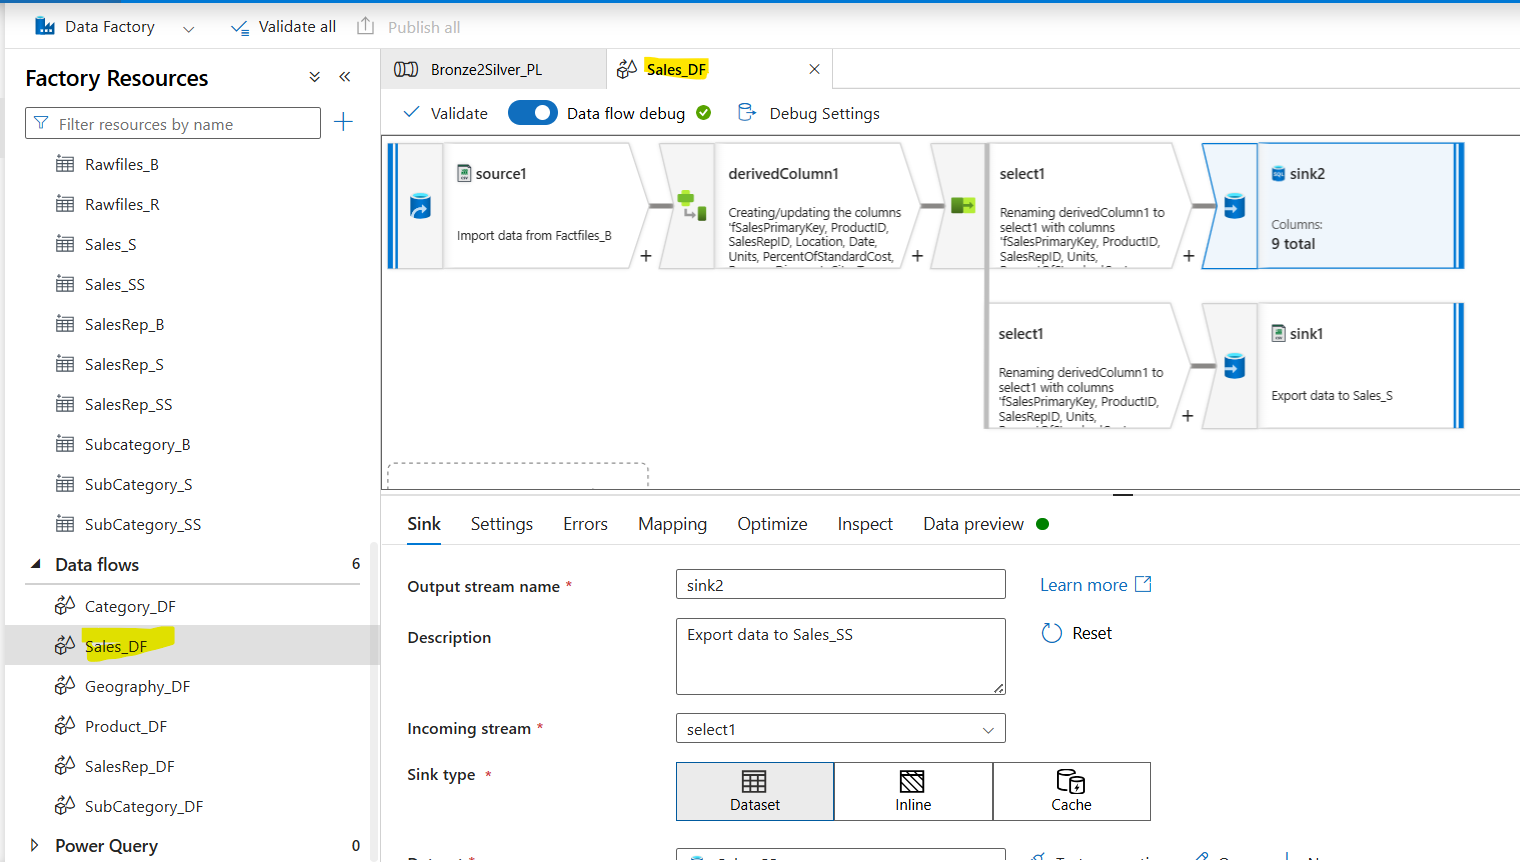 Data Factory
Validate all
Publish all
Factory Resources
Filter resources by name
Rawfiles_B
Rawfiles_R
Sales_S
Sales_SS
SalesRep_B
SalesRep_S
SalesRep_SS
Subcategory_B
SubCategory_S
SubCategory_SS
Data flows 6
Category_DF
Sales_DF
Geography_DF
Product_DF
SalesRep_DF
SubCategory_DF
Power Query 0
Bronze2Silver_PL
Sales_DF
Validate
Data flow debug
Debug Settings
source1
Import data from Factfiles_B
derivedColumn1
Creating/updating the columns
'fSalesPrimaryKey, ProductID,
SalesRepID, Location, Date,
Units, PercentOfStandardCost,
select1
Renaming derivedColumn1 to
select1 with columns
'fSalesPrimaryKey, ProductID,
SalesRepID, Units,
sink2
Columns:
9 total
select1
Renaming derivedColumn1 to
select1 with columns
'fSalesPrimaryKey, ProductID,
SalesRepID, Units,
sink1
Export data to Sales_S
Sink
Settings
Errors
Mapping
Optimize
Inspect
Data preview
Output stream name *
sink2
Learn more
Description
Export data to Sales_SS
Reset
Incoming stream *
select1
Sink type *
Dataset
Inline
Cache